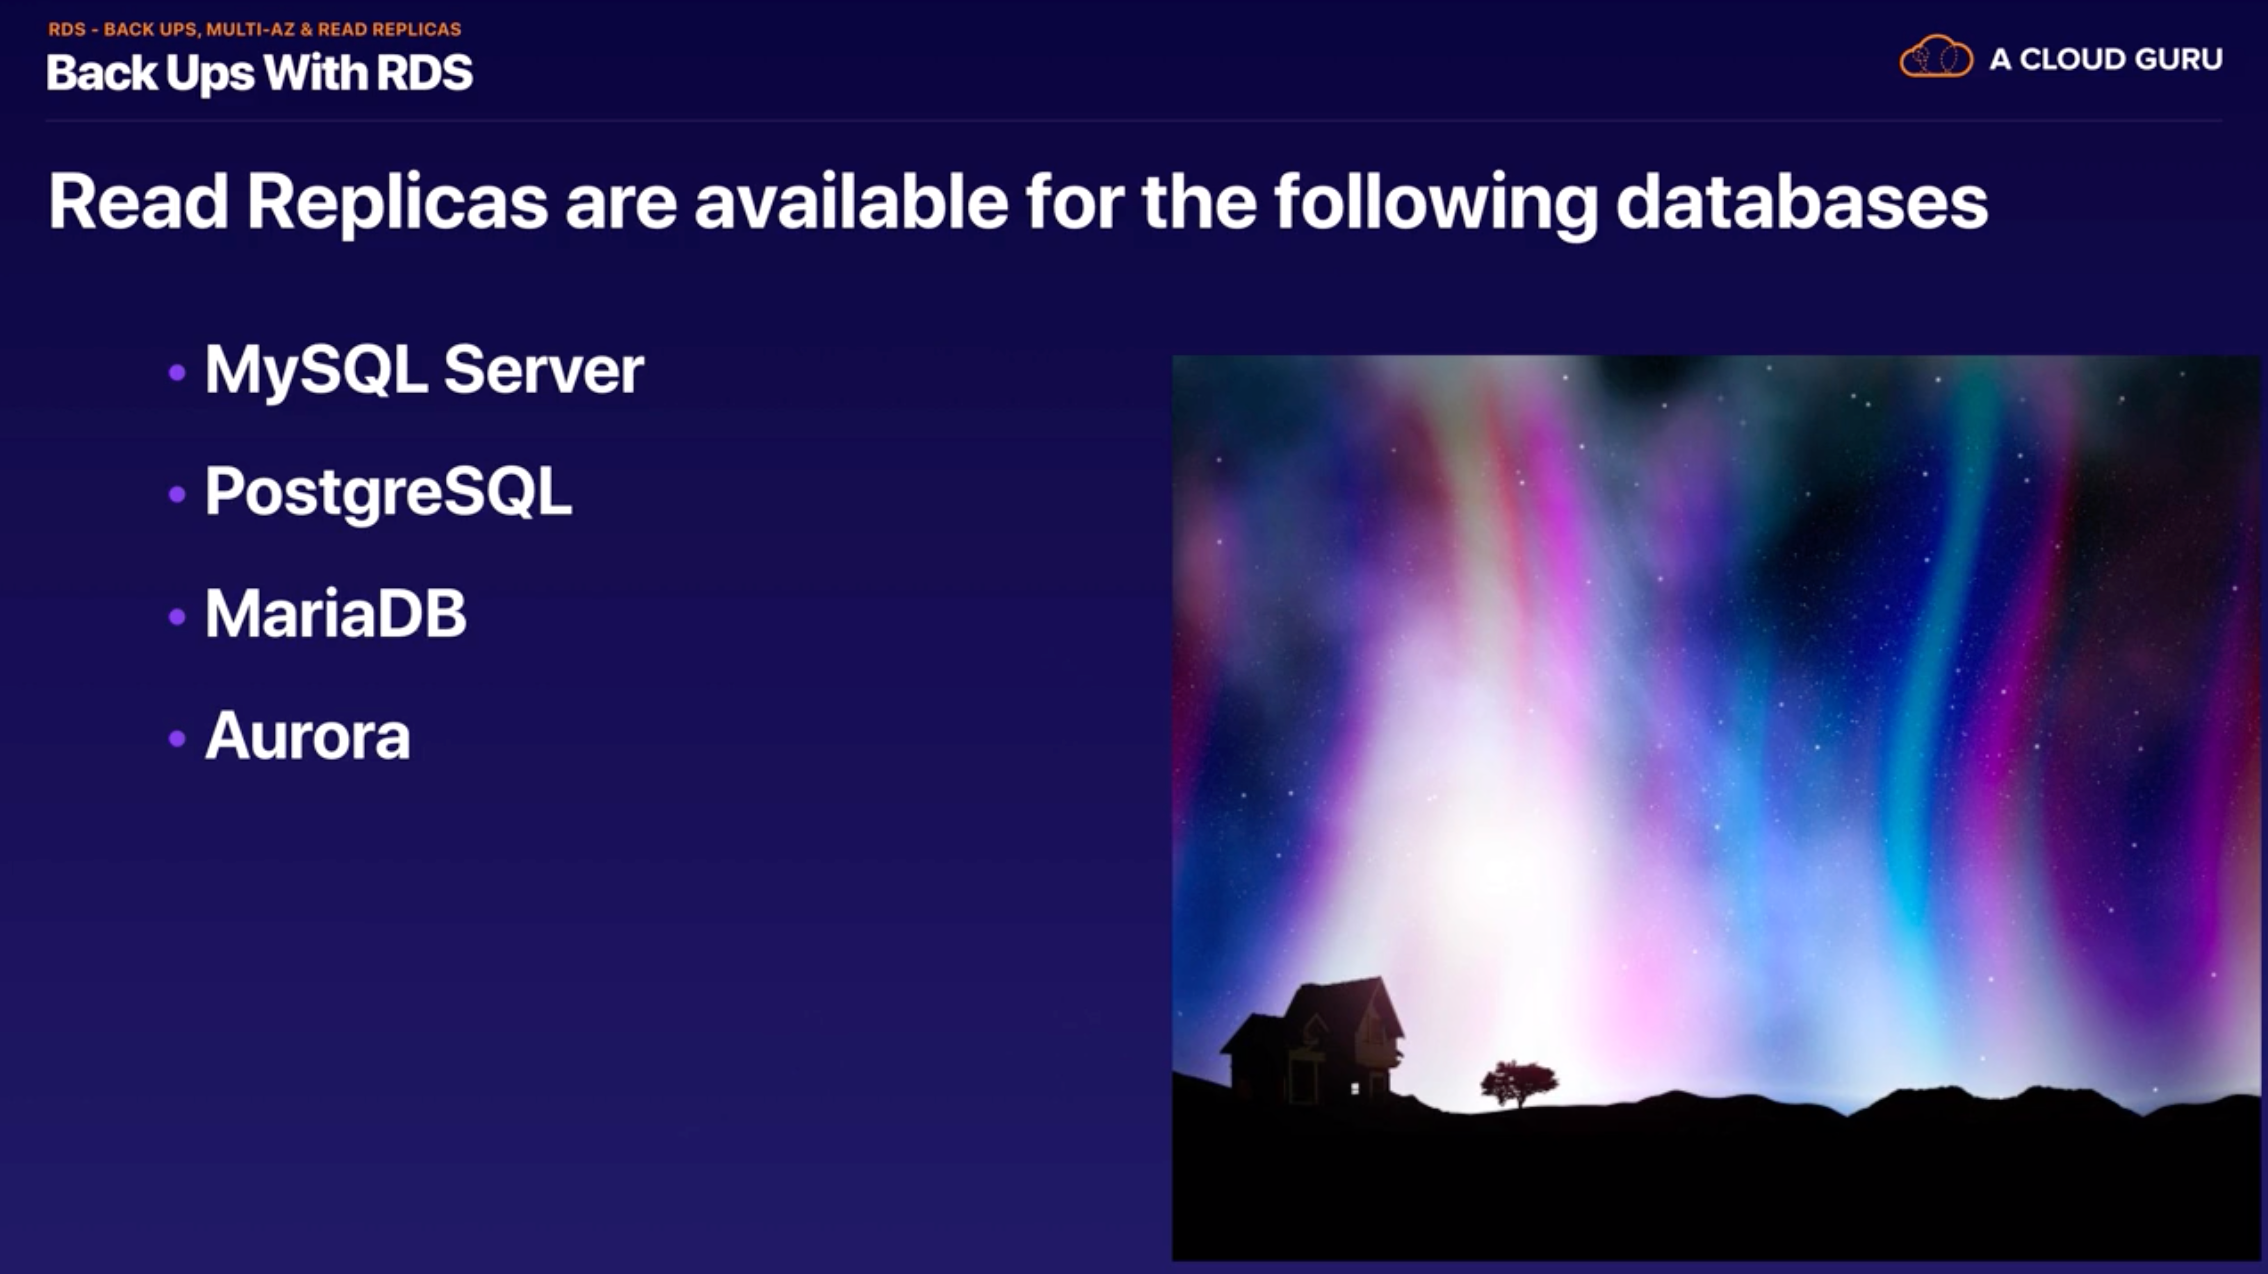 RDS - BACK UPS, MULTI-AZ & READ REPLICAS
Back Ups With RDS
A CLOUD GURU
Read Replicas are available for the following databases
• MySQL Server
• PostgreSQL
• MariaDB
• Aurora